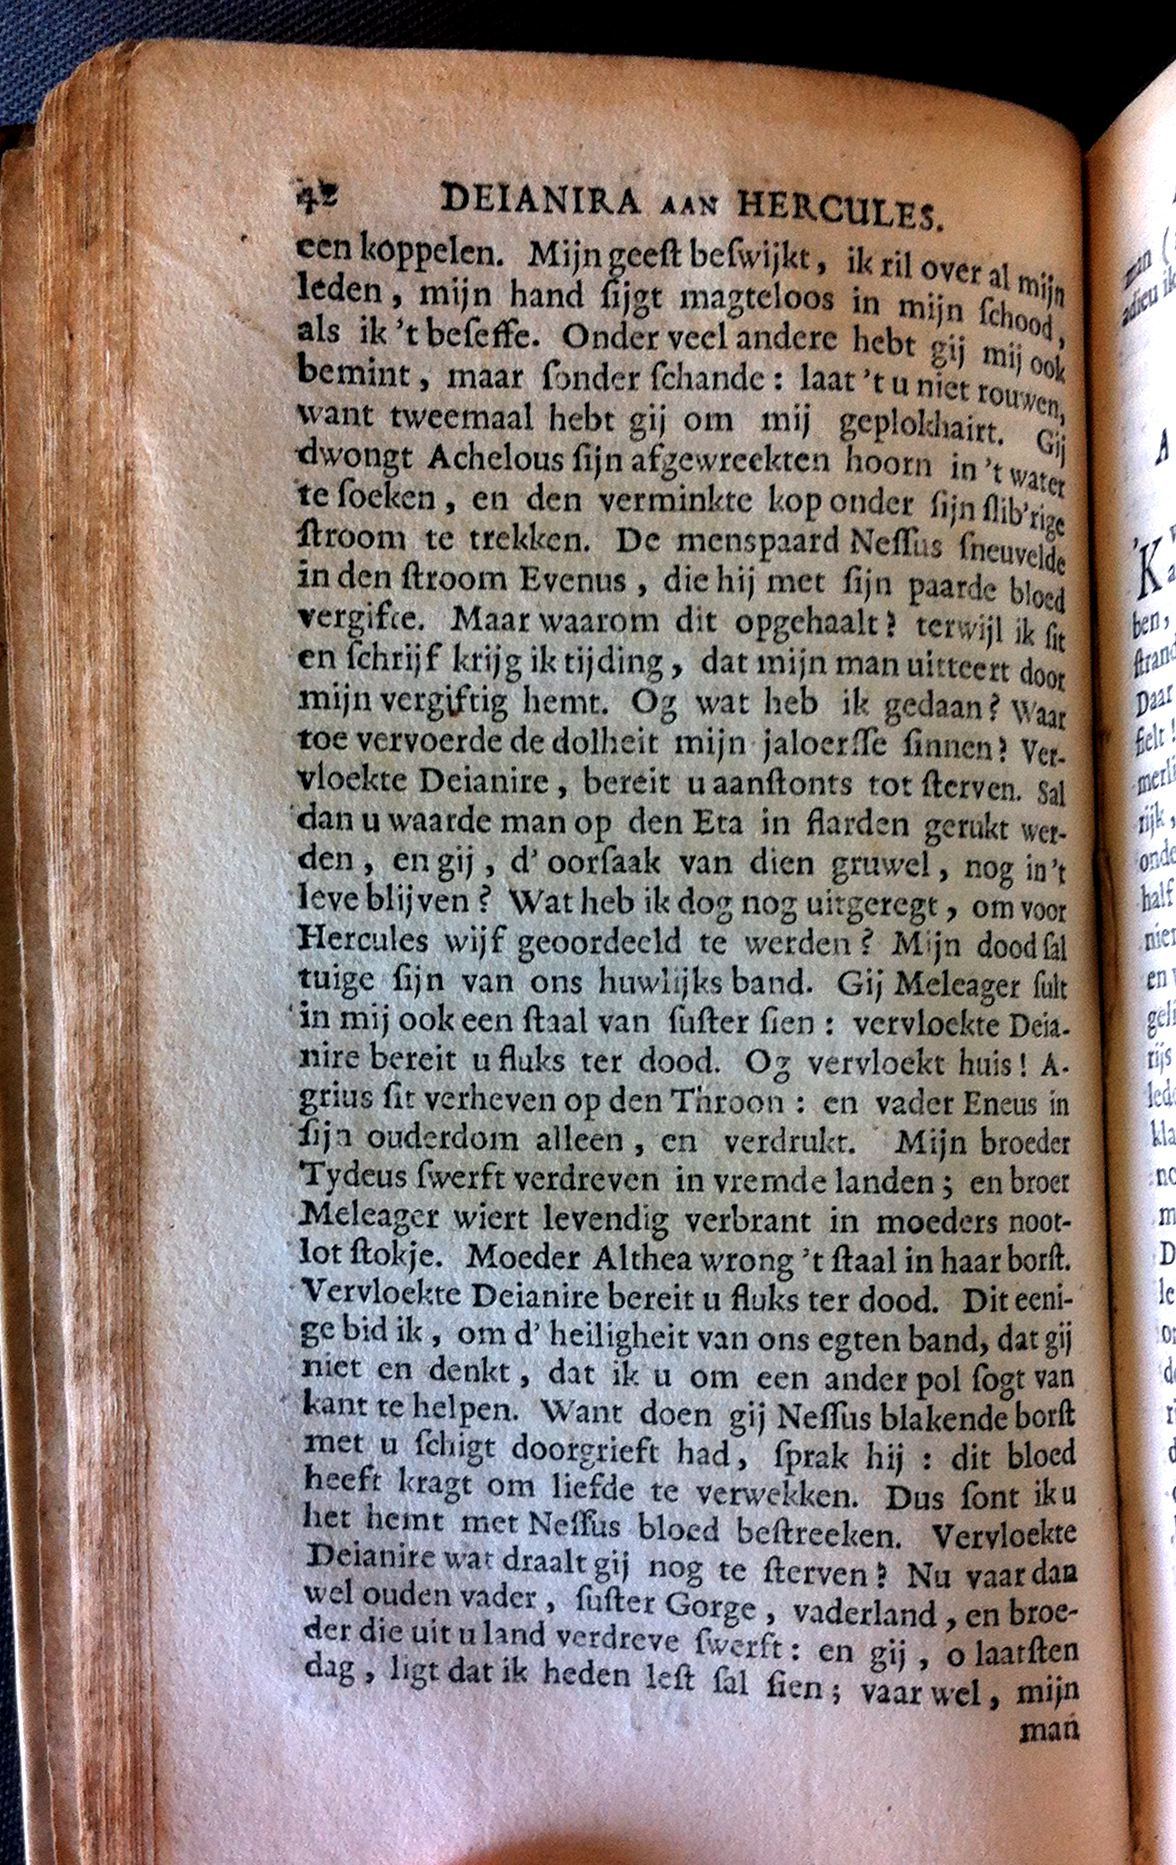 42 DEIANIRA AAN HERCULES.
een koppelen. Mijn geeſt beſwijkt, ik ril over al mijn
leden, mijn hand ſijgt magteloos in mijn ſchood,
als ik 't beſeffe. Onder veel andere hebt gij mij ook
bemint, maar ſonder ſchande: laat 't u niet rouwen,
want tweemaal hebt gij om mij geplokhairt. Gij
dwongt Achelous ſijn afgewreekten hoorn in 't water
te ſoeken, en den verminkte kop onder ſijn ſlib'rige
ſtroom te trekken. De menspaard Neſſus ſneuvelde
in den ſtroom Evenus, die hij met ſijn paarde bloed
vergifte. Maar waarom dit opgehaalt? terwijl ik ſit
en ſchrijf krijg ik tijding, dat mijn man uitteert door
mijn vergiftig hemt. Og wat heb ik gedaan? Waar
toe vervoerde de dolheit mijn jaloerſſe ſinnen? Ver-
vloekte Deianire, bereit u aanſtonts tot ſterven. Sal
dan u waarde man op den Eta in flarden gerukt wer-
den, en gij, d' oorſaak van dien gruwel, nog in 't
leve blijven? Wat heb ik dog nog uitgeregt, om voor
Hercules wijf geoordeeld te werden? Mijn dood ſal
tuige ſijn van ons huwlijks band. Gij Meleager ſult
in mij ook een ſtaal van ſuſter ſien: vervloekte Deia-
nire bereit u fluks ter dood. Og vervloekt huis! A-
grius ſit verheven op den Throon: en vader Eneus in
ſijn ouderdom alleen, en verdrukt. Mijn broeder
Tydeus ſwerft verdreven in vremde landen; en broer
Meleager wiert levendig verbrant in moeders noot-
lot ſtokje. Moeder Althea wrong 't ſtaal in haar borſt.
Vervloekte Deianire bereit u fluks ter dood. Dit eeni-
ge bid ik, om d' heiligheit van ons egten band, dat gij
niet en denkt, dat ik u om een ander pol ſogt van
kant te helpen. Want doen gij Neſſus blakende borſt
met u ſchigt doorgrieft had, ſprak hij: dit bloed
heeft kragt om liefde te verwekken. Dus ſont ik u
het hemt met Neſſus bloed beſtreeken. Vervloekte
Deianire wat draalt gij nog te ſterven? Nu vaar dan
wel ouden vader, ſuſter Gorge, vaderland, en broe-
der die uit u land verdreve ſwerft: en gij, o laatſten
dag, ligt dat ik heden leſt ſal ſien; vaar wel, mijn
man